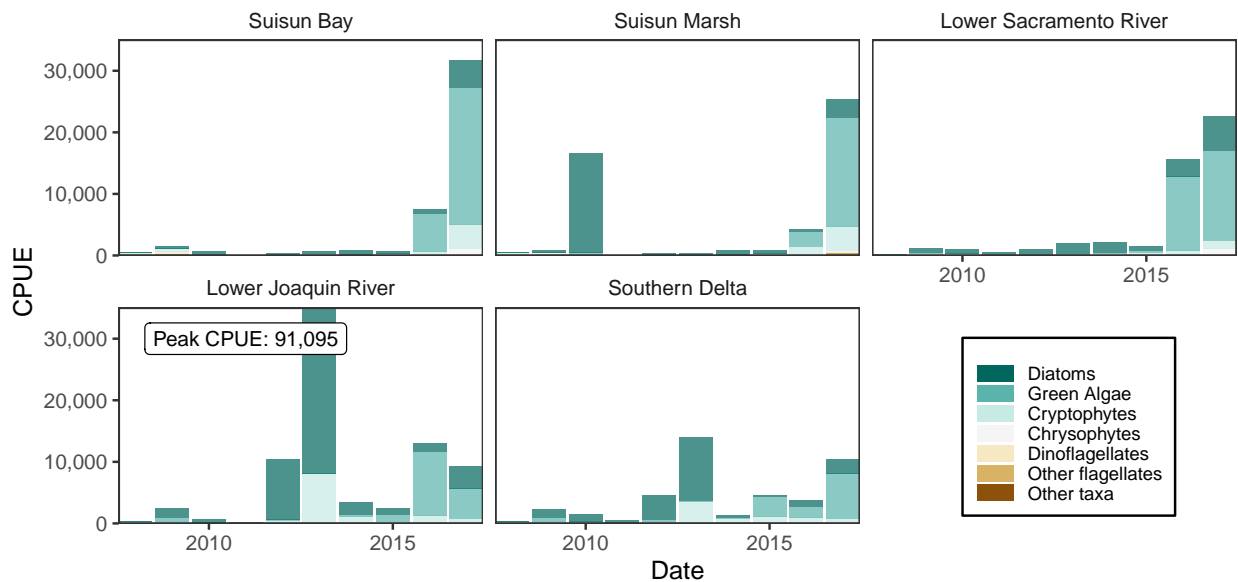 Suisun Bay
Suisun Marsh
Lower Sacramento River
30,000
20,000
10,000
0
2010
2015
Lower Joaquin River
Southern Delta
CPUE
30,000
20,000
10,000
0
Peak CPUE: 91,095
2010
2015
2010
2015
Date
Diatoms
Green Algae
Cryptophytes
Chrysophytes
Dinoflagellates
Other flagellates
Other taxa